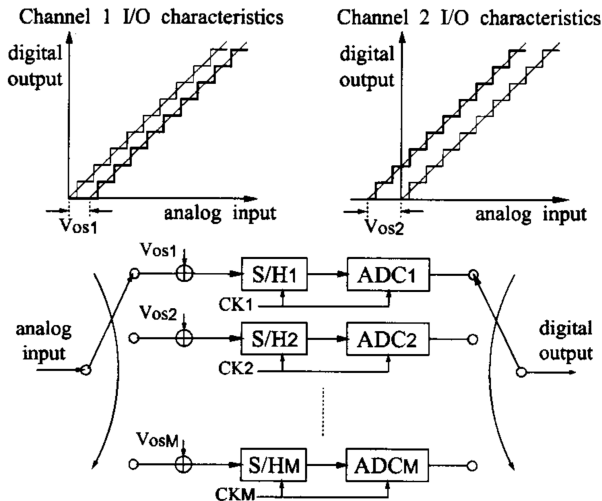 Channel 1 I/O characteristics
digital
output
analog input
Vos1
Channel 2 I/O characteristics
digital
output
analog input
Vos2
analog
input
Vos1
S/H1
ADC1
CK1
Vos2
S/H2
ADC2
CK2
VosM
S/HM
ADCM
CKM
digital
output